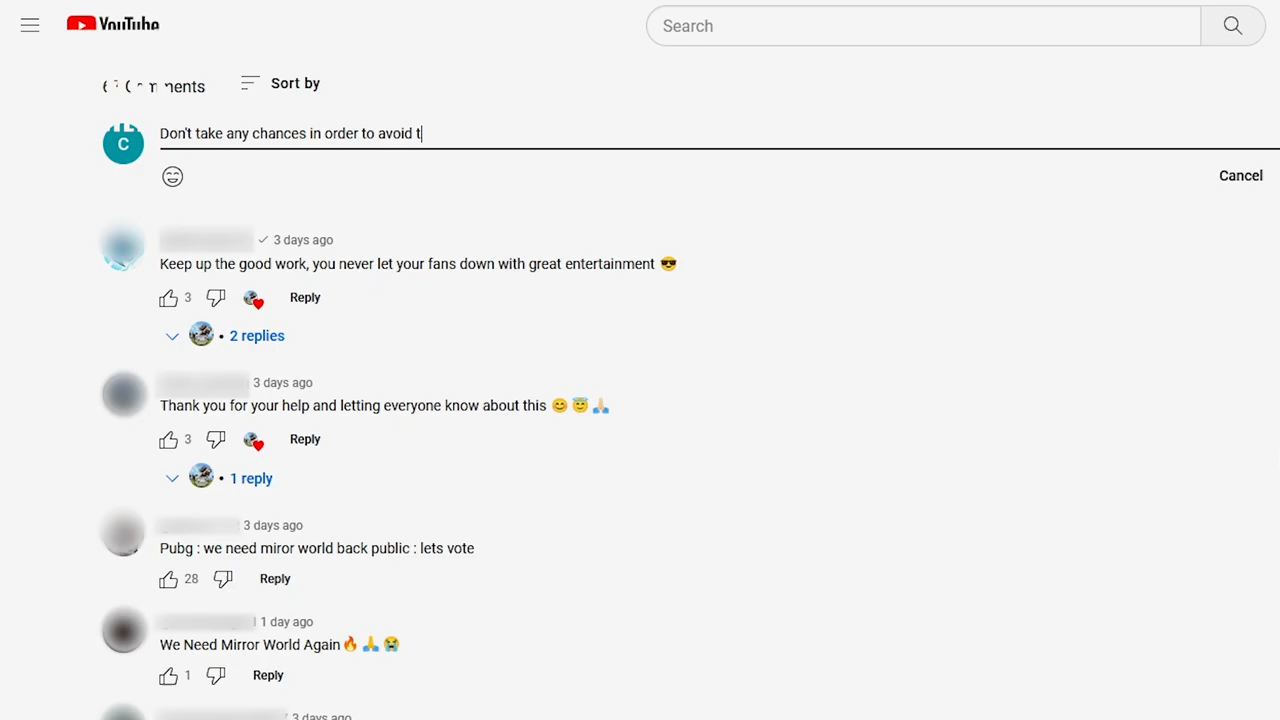 YouTube
Search
Sort by
Don't take any chances in order to avoid t
C
Cancel
3 days ago
Keep up the good work, you never let your fans down with great entertainment 😎
3
Reply
• 2 replies
3 days ago
Thank you for your help and letting everyone know about this 😊 😇 🙏🏻
3
Reply
• 1 reply
3 days ago
Pubg : we need miror world back public : lets vote
28
Reply
1 day ago
We Need Mirror World Again🔥 🙏 😭
1
Reply
3 days ago